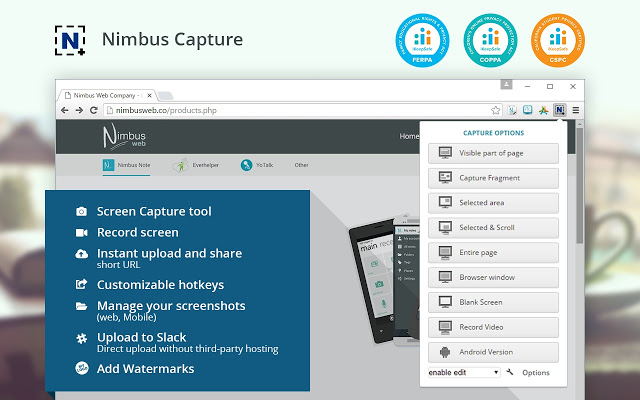 Nimbus Capture
iKeepSafe
FERPA
iKeepSafe
COPPA
iKeepSafe
CSPC
Nimbus Web Company -
nimbusweb.co/products.php
Nimbus
web
Home
Nimbus Note
Everhelper
YoTalk
Other
CAPTURE OPTIONS
Visible part of page
Capture Fragment
Selected area
Selected & Scroll
Entire page
Browser window
Blank Screen
Record Video
Android Version
enable edit
Options
Screen Capture tool
Record screen
Instant upload and share
short URL
Customizable hotkeys
Manage your screenshots
(web, Mobile)
Upload to Slack
Direct upload without third-party hosting
Add Watermarks
main